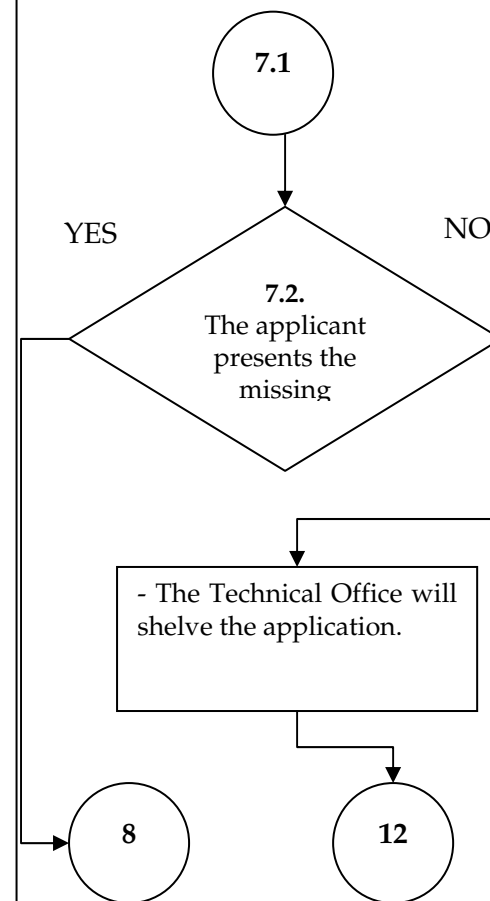 7.1
YES
NO
7.2.
The applicant
presents the
missing
- The Technical Office will
shelve the application.
8
12